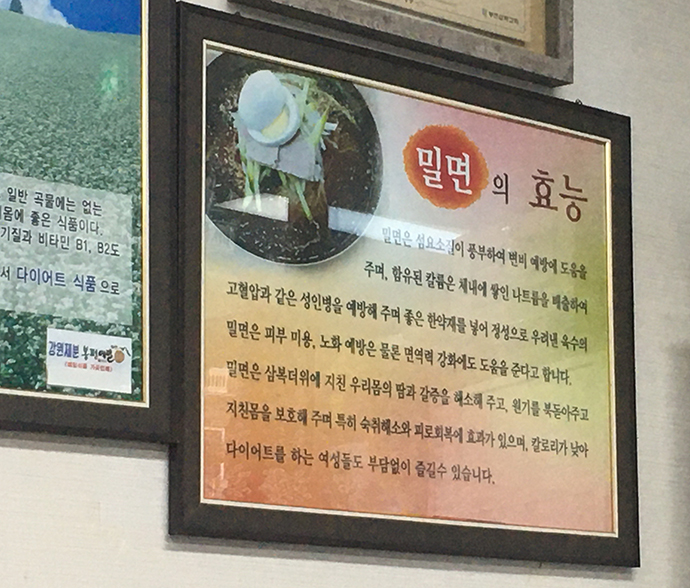 일반 곡물에는 없는
몸에 좋은 식품이다.
기질과 비타민 B1, B2도
서 다이어트 식품으로
강원제분
밀면의 효능
밀면은 섬유소질이 풍부하여 변비 예방에 도움을
주며, 함유된 칼륨은 체내에 쌓인 나트륨을 배출하여
고혈압과 같은 성인병을 예방해 주며 좋은 한약재를 넣어 정성으로 우려낸 육수의
밀면은 피부 미용, 노화 예방은 물론 면역력 강화에도 도움을 준다고 합니다.
밀면은 삼복더위에 지친 우리몸의 땀과 갈증을 해소해 주고, 원기를 북돋아주고
지친몸을 보호해 주며 특히 숙취해소와 피로회복에 효과가 있으며, 칼로리가 낮아
다이어트를 하는 여성들도 부담없이 즐길수 있습니다.